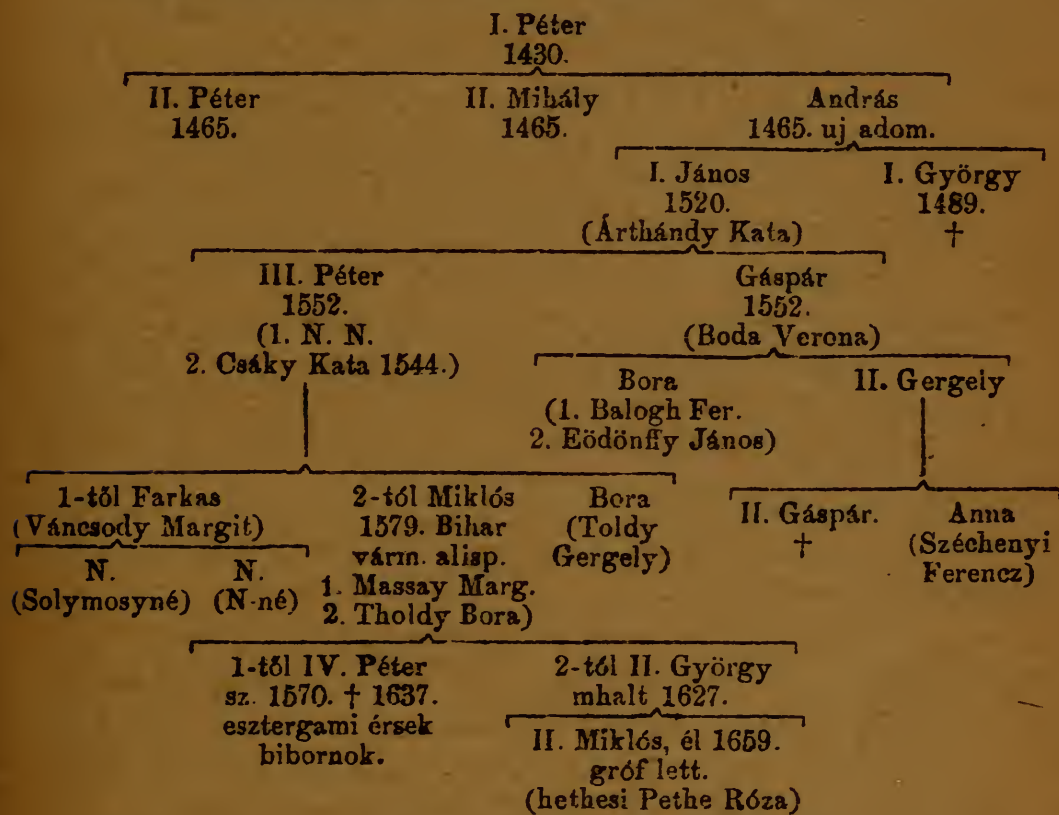 I. Péter
1430.
II. Péter II. Mihály András
1465. 1465. 1465. uj adom.
I. János I. György
1520. 1489.
(Árthándy Kata) †
III. Péter Gáspár
1552. 1552.
(1. N. N. (Boda Verona)
2. Csáky Kata 1544.)
Bora II. Gergely
(1. Balogh Fer.
2. Eödönffy János)
1-től Farkas 2-tól Miklós Bora II. Gáspár. Anna
(Váncsody Margit) 1579. Bihar (Toldy † (Széchenyi
várm. alisp. Gergely) Ferencz)
N. N. 1. Massay Marg.
(Solymosyné) (N-né) 2. Tholdy Bora)
1-től IV. Péter 2-tól II. György
sz. 1570. † 1637. mhalt 1627.
esztergami érsek
bibornok.
II. Miklós, él 1659.
gróf lett.
(hethesi Pethe Róza)